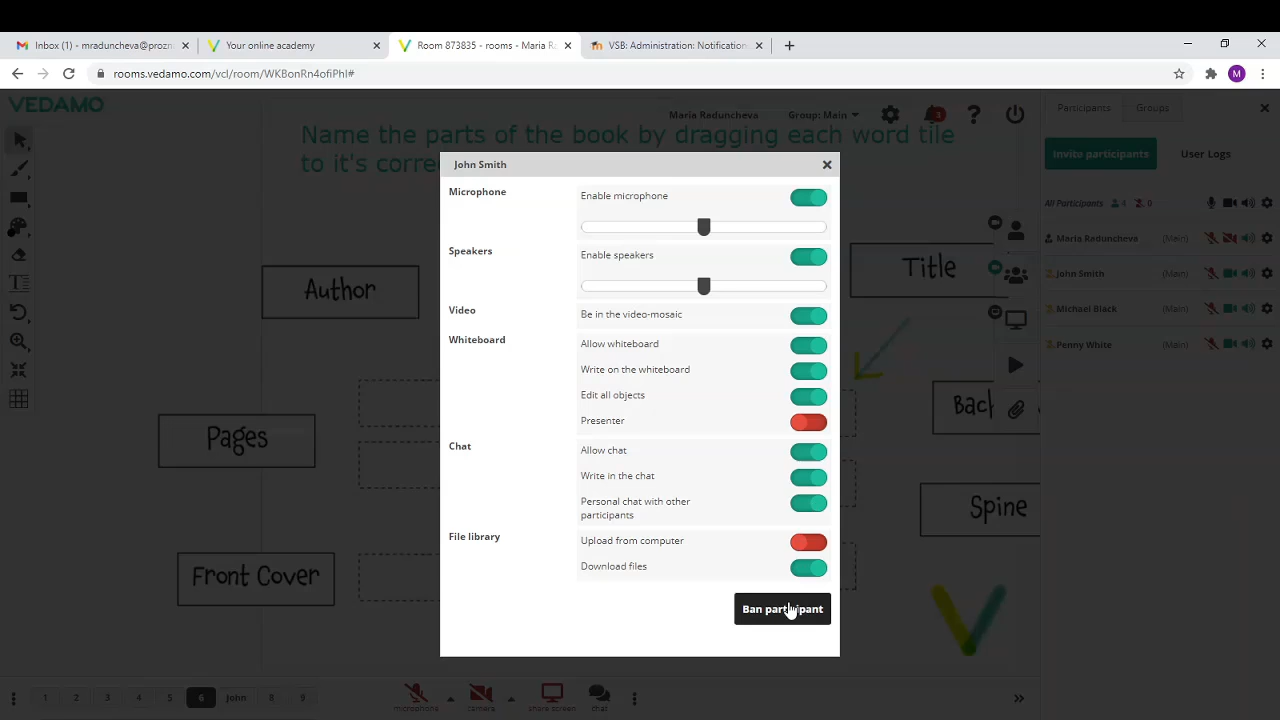 Inbox (1) - mraduncheva@prozn
Your online academy
Room 873835 - rooms - Maria R
VSB: Administration: Notification
rooms.vedamo.com/vcl/room/WKBonRn4ofiPhI#
M
VEDAMO
Maria Raduncheva
Group: Main
3
Participants
Groups
Name the parts of the book by dragging each word tile
to it's corre
Invite participants
User Logs
John Smith
Microphone
Enable microphone
Speakers
Enable speakers
Video
Be in the video-mosaic
Whiteboard
Allow whiteboard
Write on the whiteboard
Edit all objects
Presenter
Chat
Allow chat
Write in the chat
Personal chat with other
participants
File library
Upload from computer
Download files
Ban participant
All Participants 4 0
Maria Raduncheva (Main)
John Smith (Main)
Michael Black (Main)
Penny White (Main)
Author
Title
Pages
Back
Spine
Front Cover
1 2 3 4 5 6 John 8 9
microphone
camera
share screen
chat